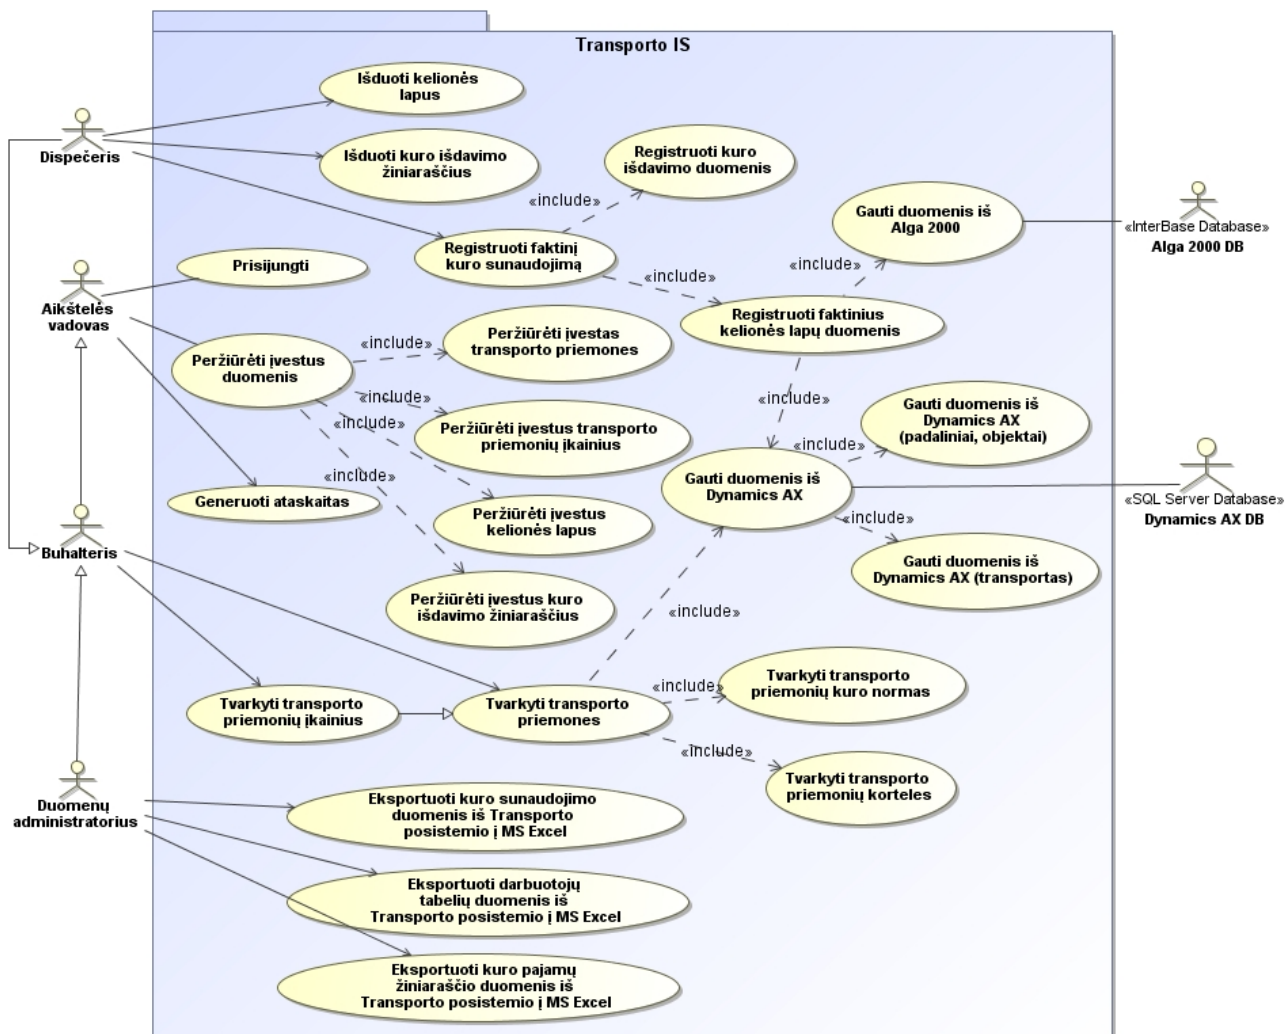 Transporto IS
Išduoti kelionės
lapus
Dispečeris
Išduoti kuro išdavimo
žiniaraščius
Registruoti kuro
išdavimo duomenis
«include»
Registruoti faktinį
kuro sunaudojimą
Gauti duomenis iš
Alga 2000
«InterBase Database»
Alga 2000 DB
Prisijungti
«include»
«include»
Aikštelės
vadovas
Registruoti faktinius
kelionės lapų duomenis
Peržiūrėti įvestus
duomenis
«include»
Peržiūrėti įvestas
transporto priemones
«include»
«include»
Peržiūrėti įvestus transporto
priemonių įkainius
Gauti duomenis iš
Dynamics AX
(padaliniai, objektai)
«include»
«include»
Gauti duomenis iš
Dynamics AX
«SQL Server Database»
Dynamics AX DB
Generuoti ataskaitas
Peržiūrėti įvestus
kelionės lapus
«include»
Buhalteris
Gauti duomenis iš
Dynamics AX (transportas)
Peržiūrėti įvestus kuro
išdavimo žiniaraščius
«include»
Tvarkyti transporto
priemonių įkainius
Tvarkyti transporto
priemones
«include»
Tvarkyti transporto
priemonių kuro normas
«include»
Tvarkyti transporto
priemonių korteles
Duomenų
administratorius
Eksportuoti kuro sunaudojimo
duomenis iš Transporto
posistemio į MS Excel
Eksportuoti darbuotojų
tabelių duomenis iš
Transporto posistemio į MS Excel
Eksportuoti kuro pajamų
žiniaraščio duomenis iš
Transporto posistemio į MS Excel